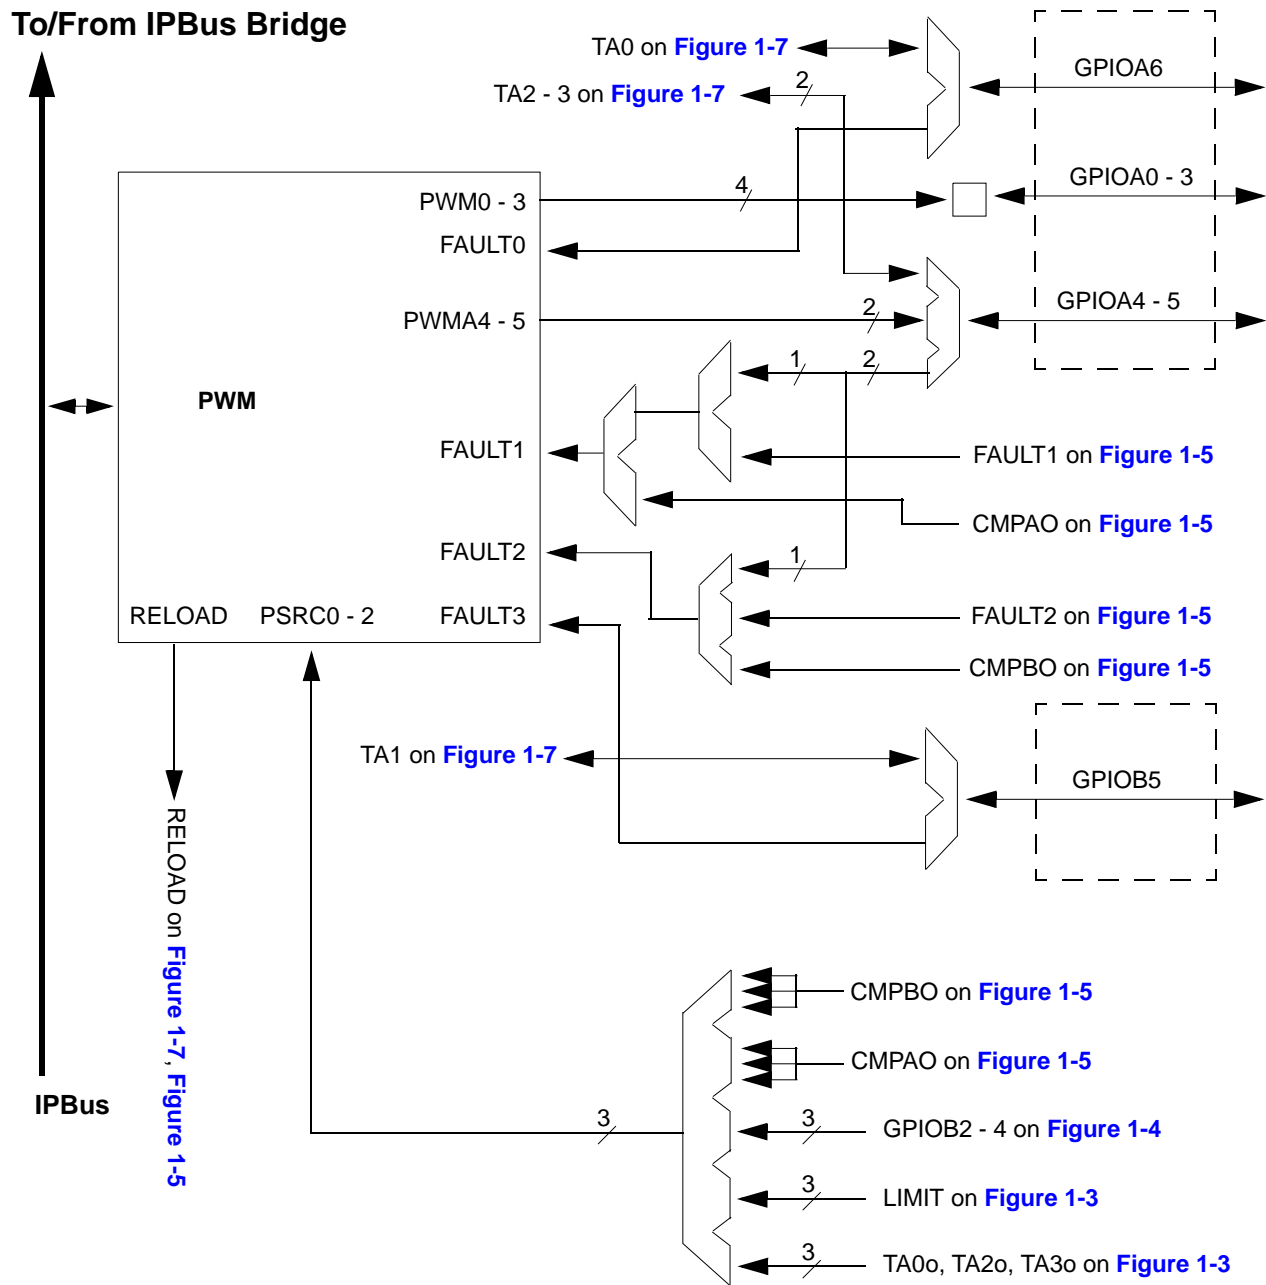 To/From IPBus Bridge
TA0 on Figure 1-7
GPIOA6
TA2 - 3 on Figure 1-7
2
PWM0 - 3
4
GPIOA0 - 3
FAULT0
PWMA4 - 5
2
GPIOA4 - 5
1
2
PWM
FAULT1
FAULT1 on Figure 1-5
CMPAO on Figure 1-5
FAULT2
1
RELOAD
PSRC0 - 2
FAULT3
FAULT2 on Figure 1-5
CMPBO on Figure 1-5
TA1 on Figure 1-7
GPIOB5
RELOAD on Figure 1-7, Figure 1-5
CMPBO on Figure 1-5
CMPAO on Figure 1-5
IPBus
3
3
GPIOB2 - 4 on Figure 1-4
3
LIMIT on Figure 1-3
3
TA0o, TA2o, TA3o on Figure 1-3